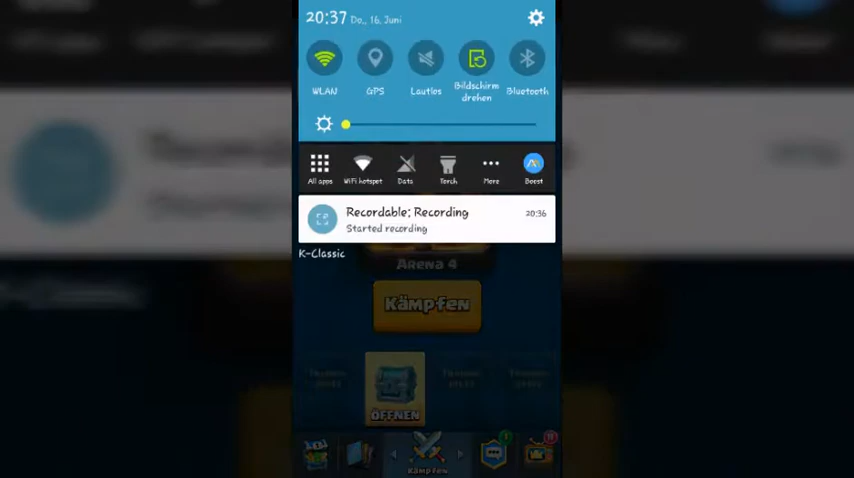 20:37 Do., 16. Juni
WLAN
GPS
Lautlos
Bildschirm
drehen
Bluetooth
All apps
WiFi hotspot
Data
Torch
More
Boost
Recordable: Recording
20:36
Started recording
K-Classic
Arena 4
Kämpfen
ÖFFNEN
Kämpfen